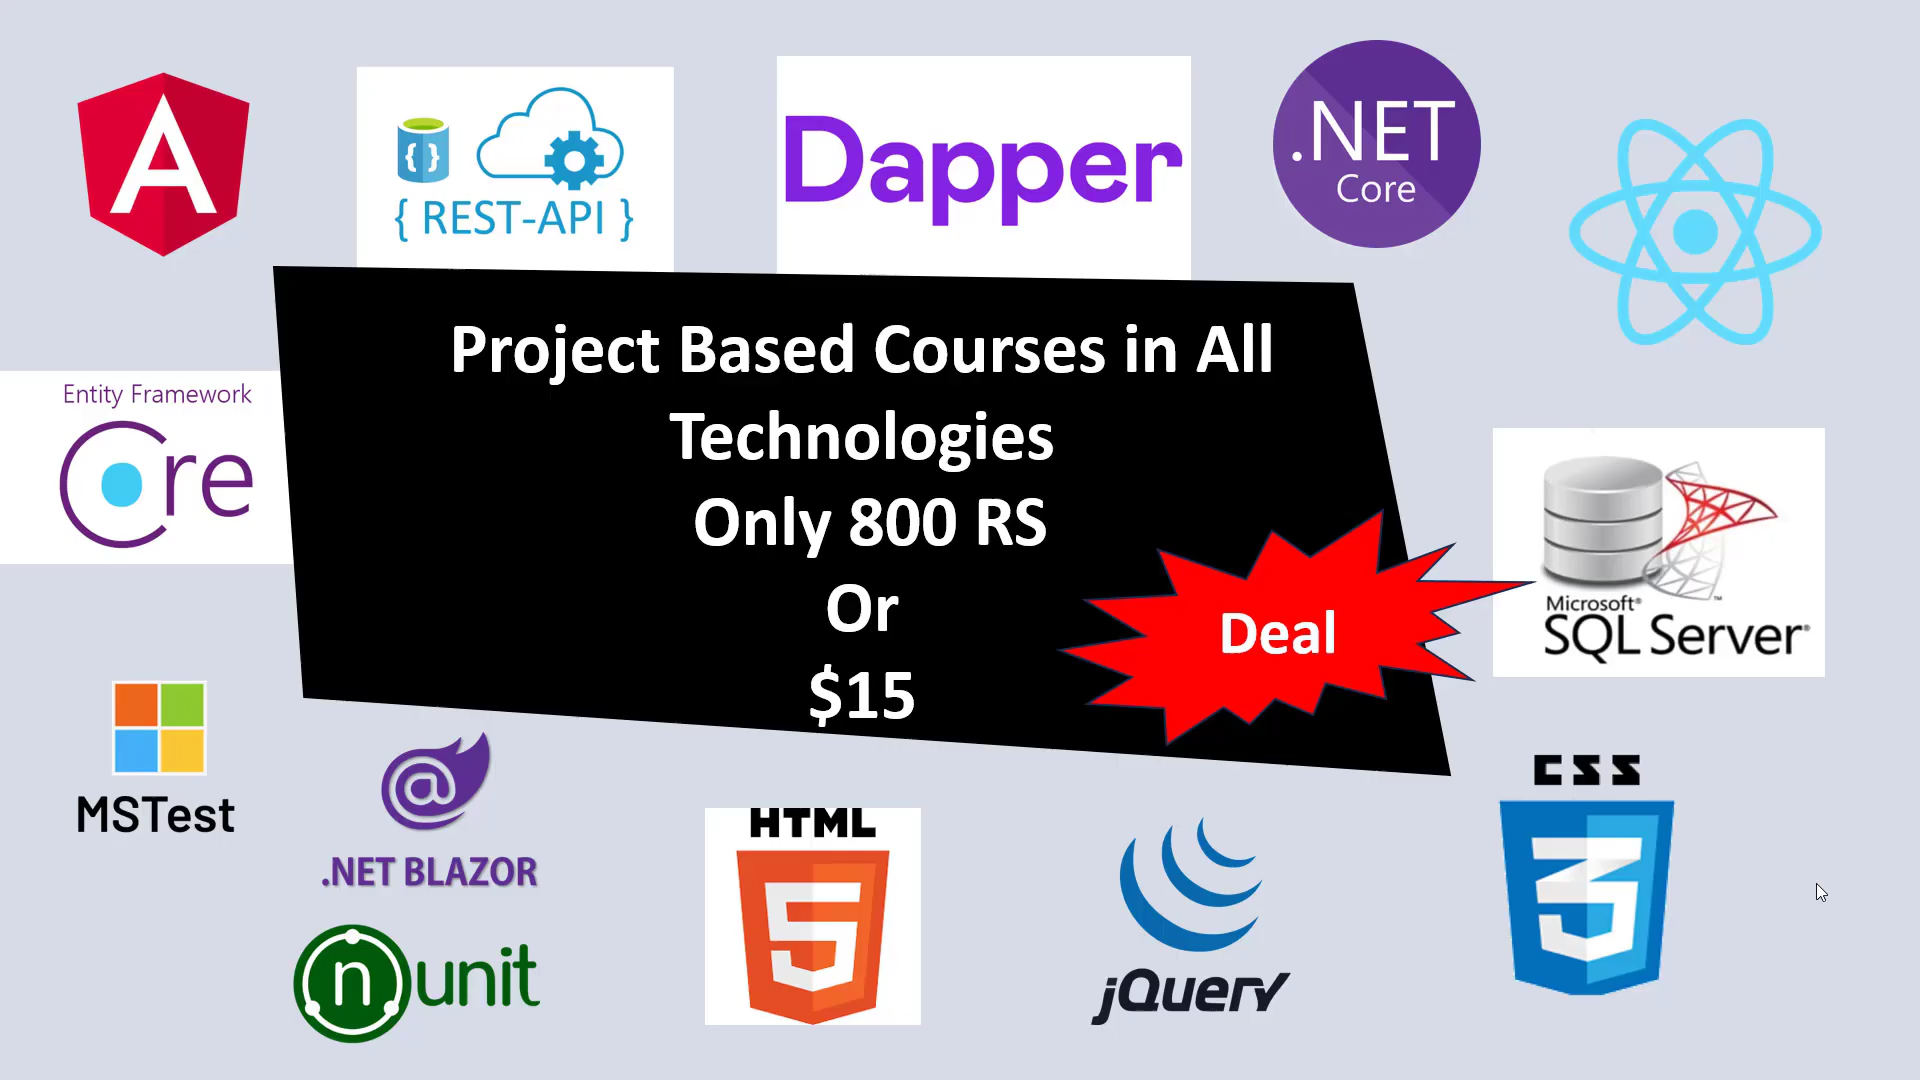 A
{ }
{ REST-API }
Dapper
.NET
Core
Entity Framework
Core
Project Based Courses in All
Technologies
Only 800 RS
Or
$15
Deal
Microsoft®
SQL Server®
MSTest
@
.NET BLAZOR
n unit
HTML
5
jQuery
CSS
3